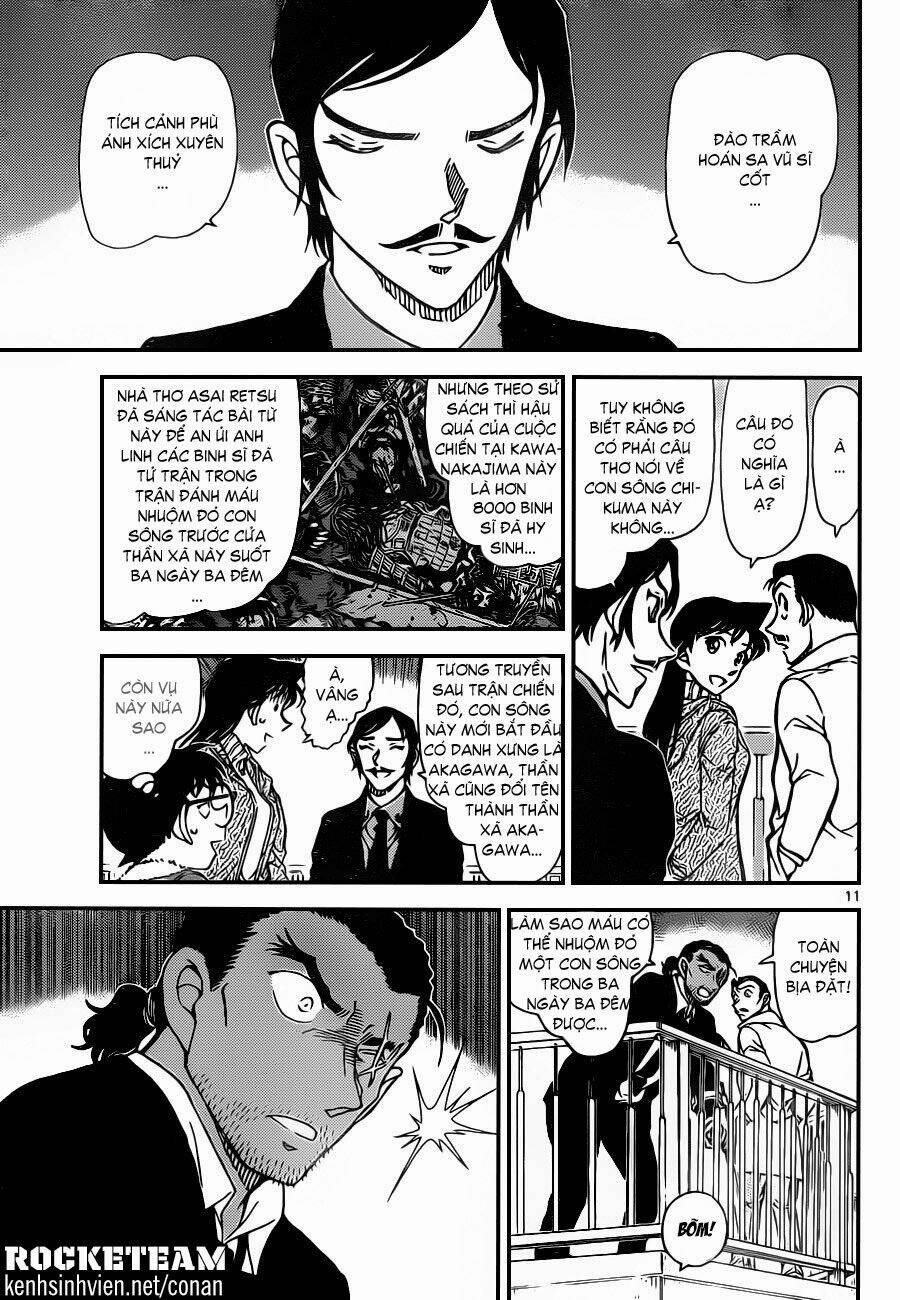 ĐÀO TRẦM
HOÁN SA VŨ SĨ
CỐT
...
TÍCH CẢNH PHÙ
ÁNH XÍCH XUYÊN
THUỶ
...
À
...
CÂU ĐÓ
CÓ
NGHĨA
LÀ GÌ
Ạ?
TUY KHÔNG
BIẾT RẰNG ĐÓ
CÓ PHẢI CÂU
THƠ NÓI VỀ
CON SÔNG CHI-
KUMA NÀY
KHÔNG...
NHƯNG THEO SỬ
SÁCH THÌ HẬU
QUẢ CỦA CUỘC
CHIẾN TẠI KAWA-
NAKAJIMA NÀY
LÀ HƠN
8000 BINH
SĨ ĐÃ HY
SINH...
NHÀ THƠ ASAI RETSU
ĐÃ SÁNG TÁC BÀI TỪ
NÀY ĐỂ AN ỦI ANH
LINH CÁC BINH SĨ ĐÃ
TỬ TRẬN TRONG
TRẬN ĐÁNH MÁU
NHUỘM ĐỎ CON
SÔNG TRƯỚC CỬA
THẦN XÃ NÀY SUỐT
BA NGÀY BA ĐÊM
...
TƯƠNG TRUYỀN
SAU TRẬN CHIẾN
ĐÓ, CON SÔNG
NÀY MỚI BẮT ĐẦU
CÓ DANH XƯNG LÀ
AKAGAWA, THẦN
XÃ CŨNG ĐỔI TÊN
THÀNH THẦN
XÃ AKA-
GAWA...
À,
VÂNG
Ạ...
CÒN VỤ
NÀY NỮA
SAO
...
11
TOÀN
CHUYỆN
BỊA ĐẶT!
LÀM SAO MÁU CÓ
THỂ NHUỘM ĐỎ
MỘT CON SÔNG
TRONG BA
NGÀY BA ĐÊM
ĐƯỢC...
BÕM!
ROCKETEAM
kenhsinhvien.net/conan